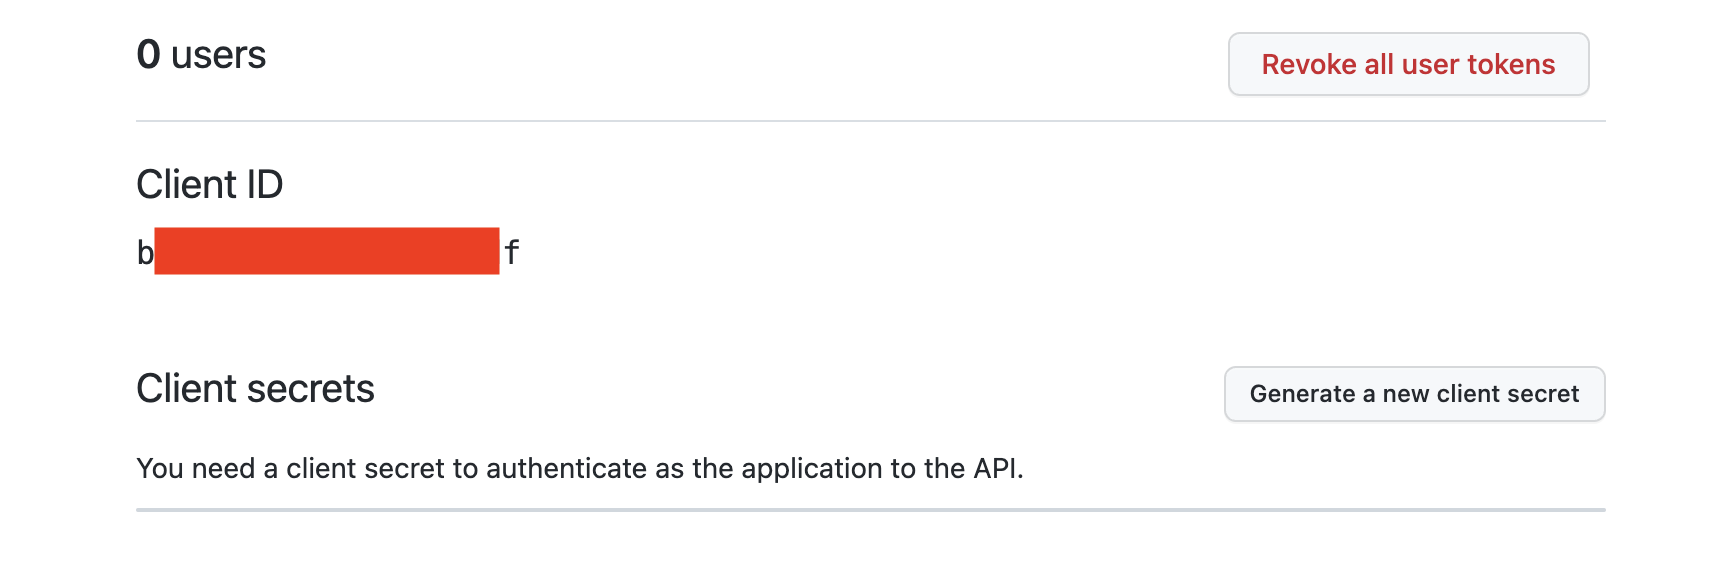 0 users
Revoke all user tokens
Client ID
b
f
Client secrets
Generate a new client secret
You need a client secret to authenticate as the application to the API.